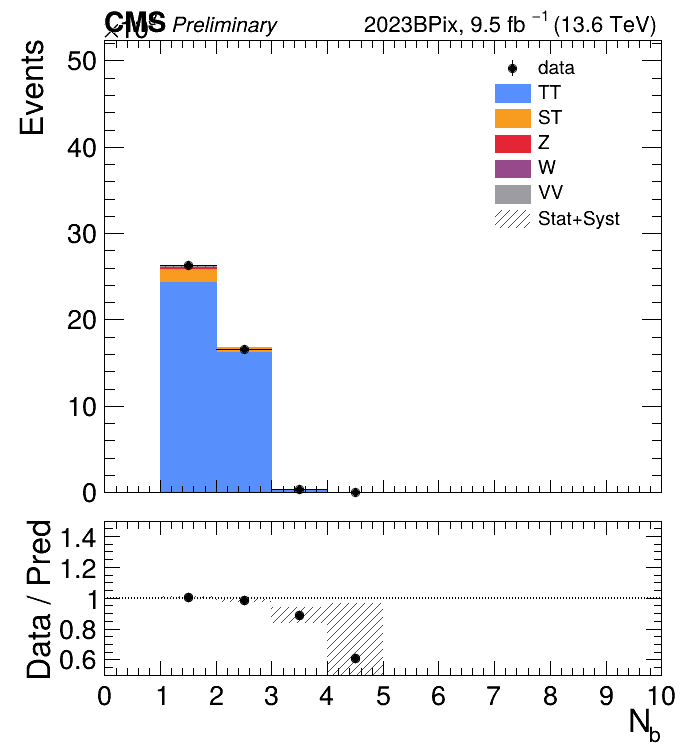 CMS Preliminary 2023BPix, 9.5 fb⁻¹ (13.6 TeV)
Events
50
40
30
20
10
0
data
TT
ST
Z
W
VV
Stat+Syst
Data / Pred
1.4
1.2
1
0.8
0.6
0 1 2 3 4 5 6 7 8 9 10
N_b